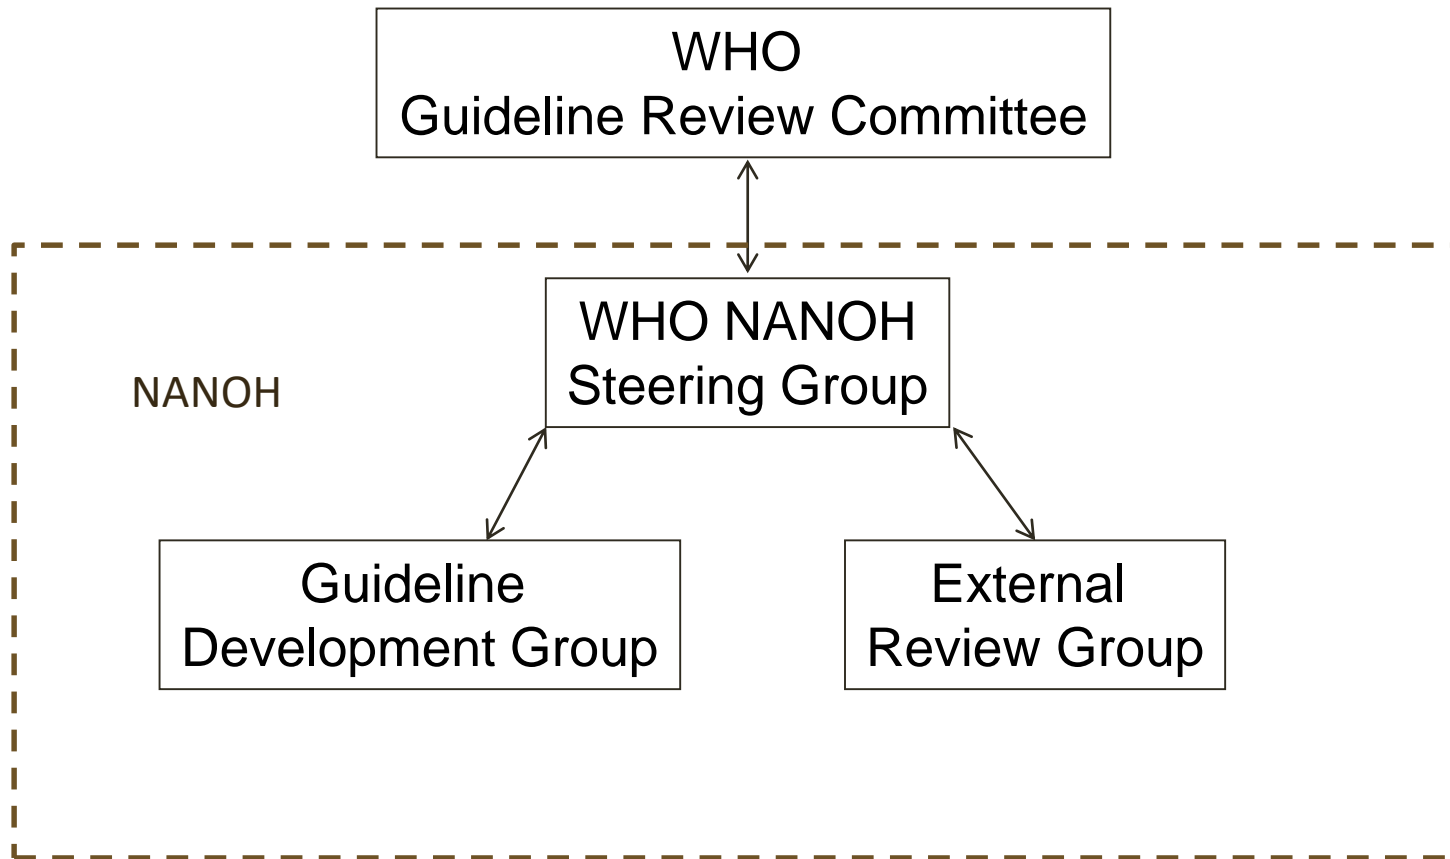 WHO
Guideline Review Committee
WHO NANOH
Steering Group
NANOH
Guideline
Development Group
External
Review Group